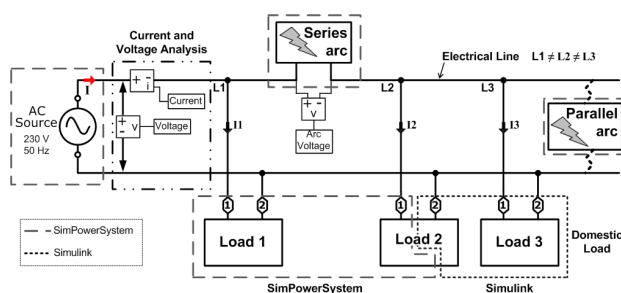 Current and
Voltage Analysis
Series
arc
Electrical Line
L1 ≠ L2 ≠ L3
AC
Source
230 V
50 Hz
I
+ -
i
Current
+
-
v
Voltage
L1
+ -
v
Arc
Voltage
L2
L3
Parallel
arc
I1
I2
I3
1
2
1
2
1
2
Load 1
Load 2
Load 3
Domestic
Load
SimPowerSystem
Simulink
SimPowerSystem
Simulink